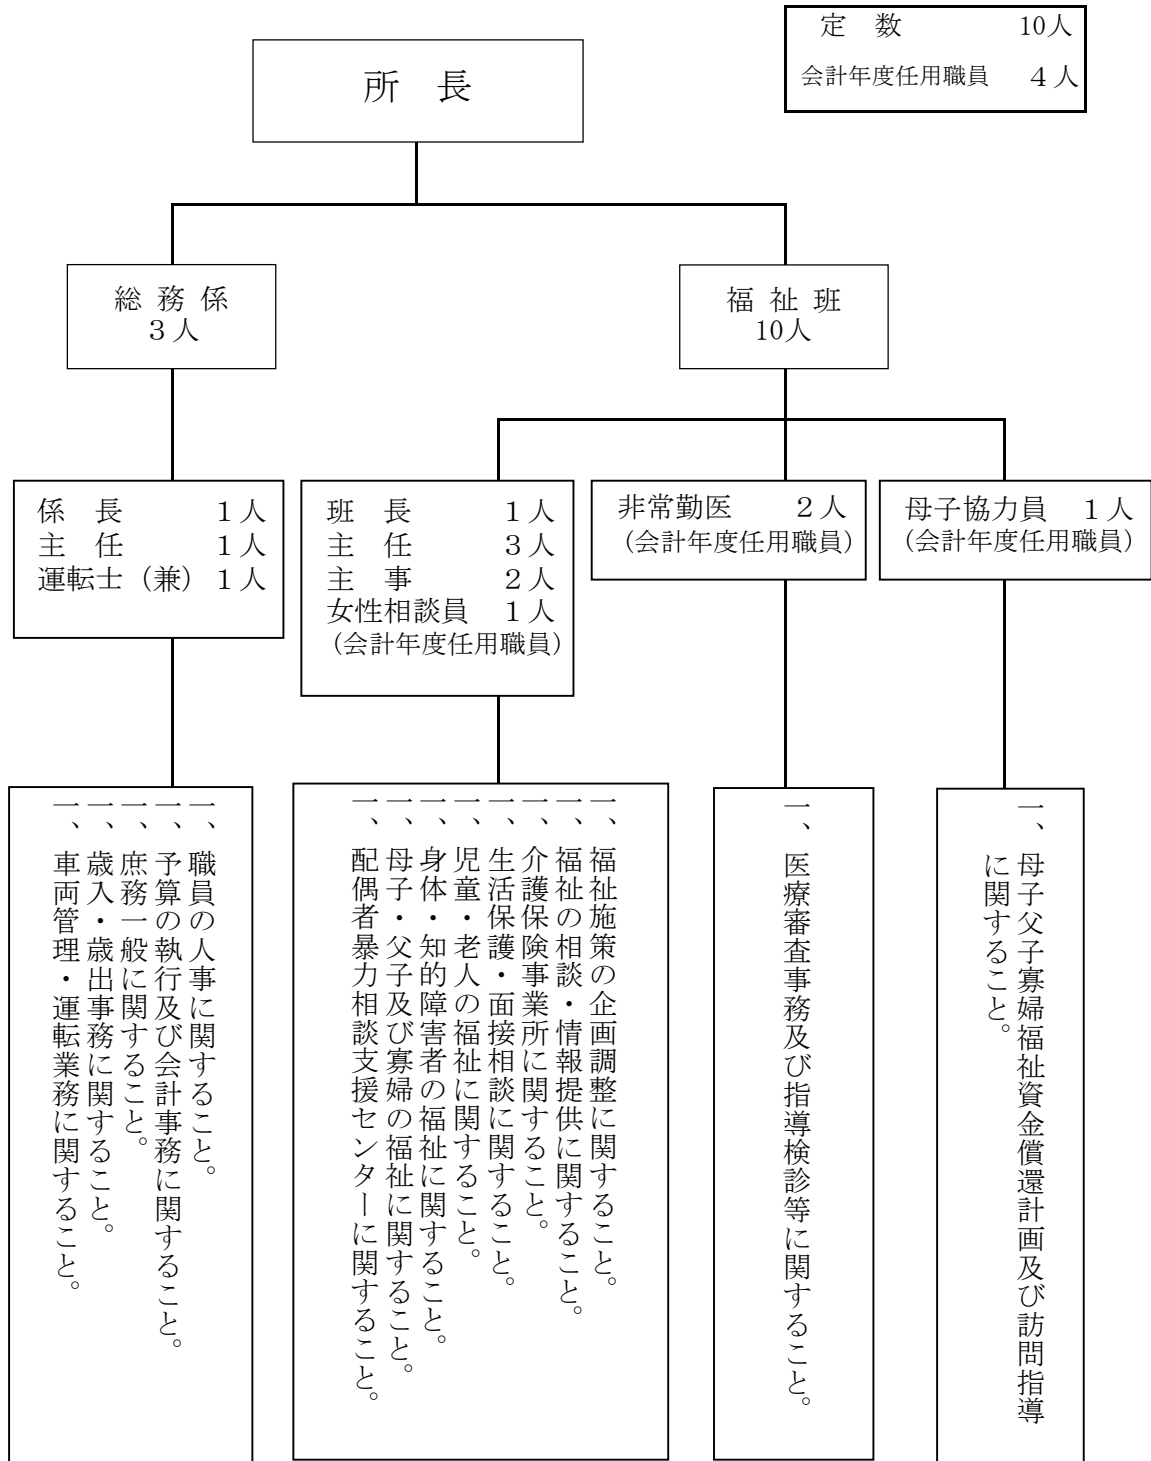 定　数　10人
会計年度任用職員　４人
所　長
総 務 係
３人
福 祉 班
10人
係　長　１人
主　任　１人
運転士（兼）１人
班　長　１人
主　任　３人
主　事　２人
女性相談員　１人
（会計年度任用職員）
非常勤医　２人
（会計年度任用職員）
母子協力員　１人
（会計年度任用職員）
一、職員の人事に関すること。
一、予算の執行及び会計事務に関すること。
一、庶務一般に関すること。
一、歳入・歳出事務に関すること。
一、車両管理・運転業務に関すること。
一、福祉施策の企画調整に関すること。
一、福祉の相談・情報提供に関すること。
一、介護保険事業所に関すること。
一、生活保護・面接相談に関すること。
一、児童・老人の福祉に関すること。
一、身体・知的障害者の福祉に関すること。
一、母子・父子及び寡婦の福祉に関すること。
一、配偶者暴力相談支援センターに関すること。
一、医療審査事務及び指導検診等に関すること。
一、母子父子寡婦福祉資金償還計画及び訪問指導
に関すること。